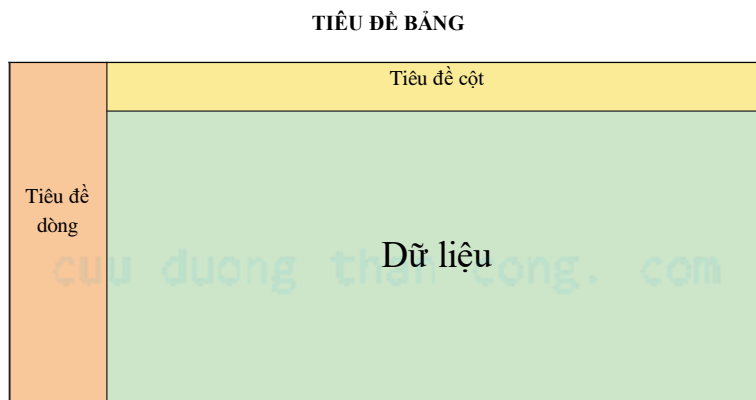 TIÊU ĐỀ BẢNG
Tiêu đề cột
Tiêu đề
dòng
Dữ liệu
cuu duong than cong. com